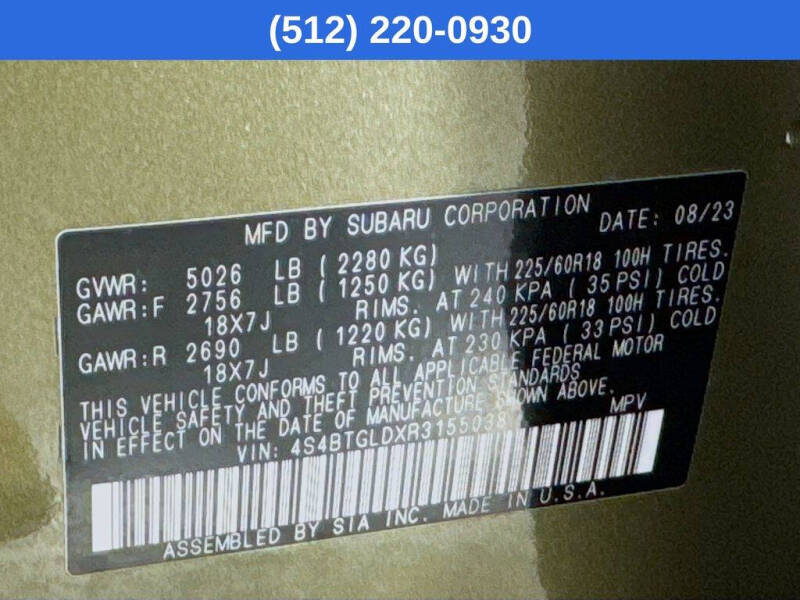 (512) 220-0930
MFD BY SUBARU CORPORATION DATE: 08/23
GVWR: 5026 LB ( 2280 KG)
GAWR:F 2756 LB ( 1250 KG) WITH 225/60R18 100H TIRES.
18X7J RIMS. AT 240 KPA ( 35 PSI) COLD
GAWR:R 2690 LB ( 1220 KG) WITH 225/60R18 100H TIRES.
18X7J RIMS. AT 230 KPA ( 33 PSI) COLD
THIS VEHICLE CONFORMS TO ALL APPLICABLE FEDERAL MOTOR
VEHICLE SAFETY AND THEFT PREVENTION STANDARDS
IN EFFECT ON THE DATE OF MANUFACTURE SHOWN ABOVE.
VIN: 4S4BTGLDXR3155038 MPV
ASSEMBLED BY SIA INC. MADE IN U.S.A.